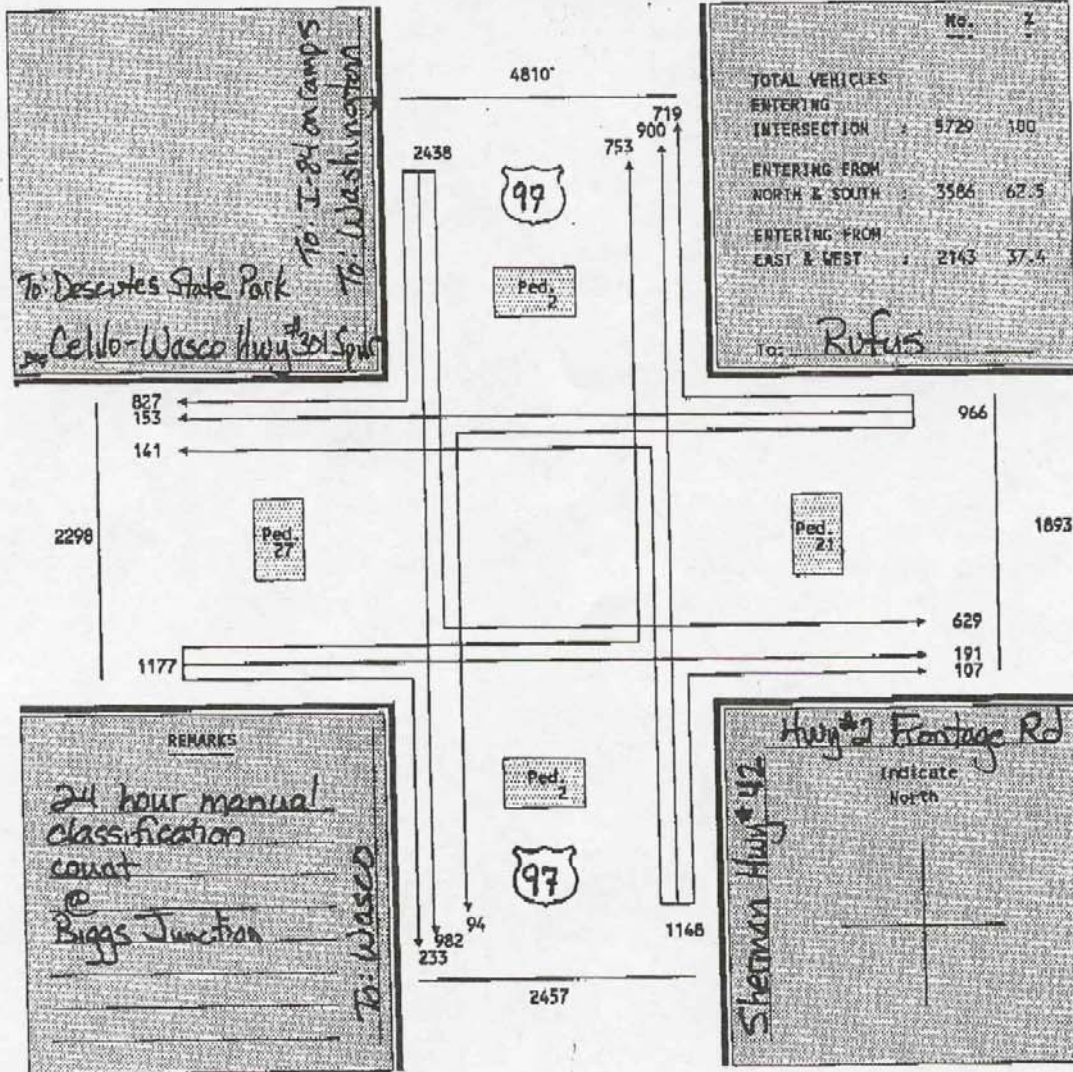 To: I-84 on ramps
To: Washington
To: Descutes State Park
Celilo-Wasco Hwy #301 Spur
4810
2438
97
Ped.
2
753
900
719
No. %
TOTAL VEHICLES
ENTERING
INTERSECTION : 5729 100
ENTERING FROM
NORTH & SOUTH : 3586 62.5
ENTERING FROM
EAST & WEST : 2143 37.4
To: Rufus
827
153
141
966
2298
Ped.
27
Ped.
21
1893
1177
629
191
107
REMARKS
24 hour manual
classification
count
@
Biggs Junction
To: Wasco
Ped.
2
97
94
982
233
1148
2457
Hwy #2 Frontage Rd
Indicate
North
Sherman Hwy #42